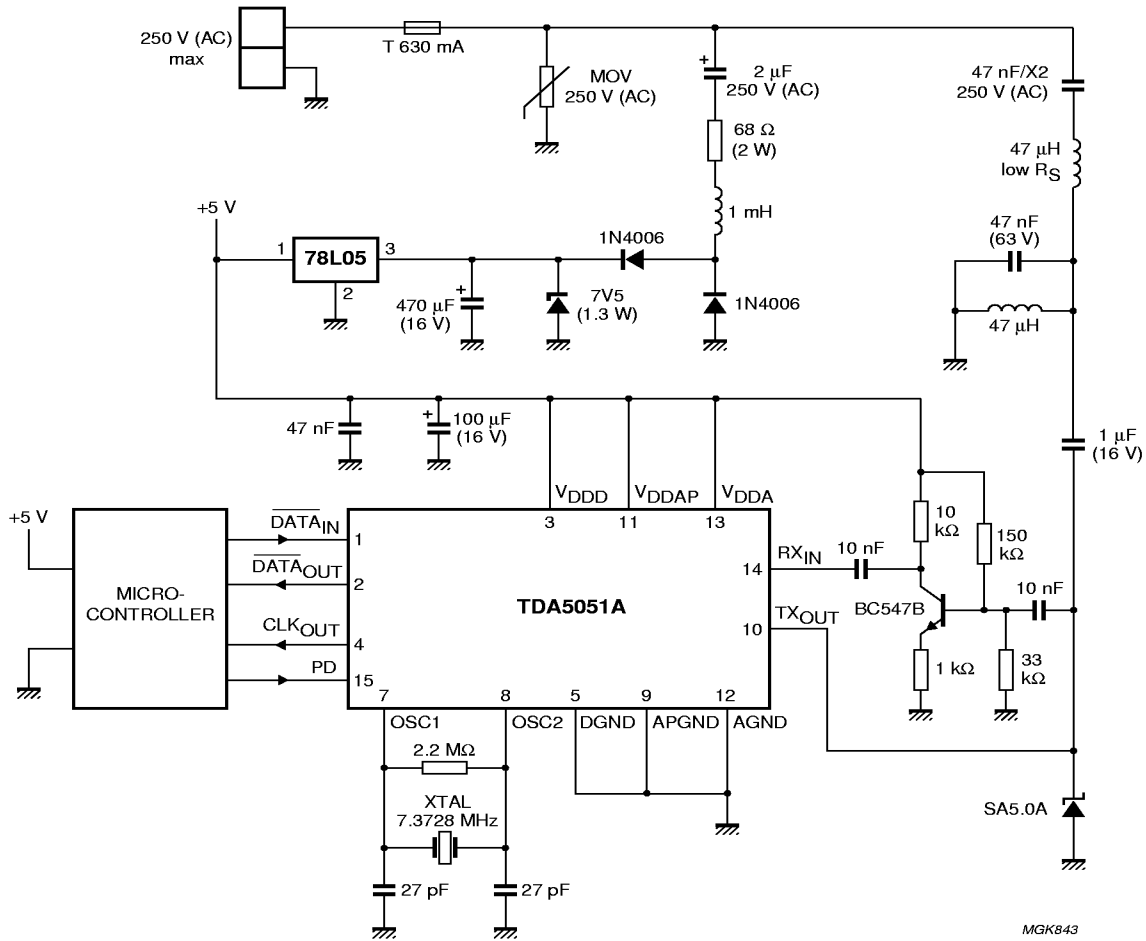 250 V (AC)
max
T 630 mA
MOV
250 V (AC)
+
2 μF
250 V (AC)
47 nF/X2
250 V (AC)
68 Ω
(2 W)
47 μH
low RS
1 mH
+5 V
47 nF
(63 V)
1
78L05
3
2
1N4006
+
470 μF
(16 V)
7V5
(1.3 W)
1N4006
47 μH
47 nF
+
100 μF
(16 V)
1 μF
(16 V)
VDDD
VDDAP
VDDA
3
11
13
+5 V
MICRO-
CONTROLLER
DATAIN
1
DATAOUT
2
CLKOUT
4
PD
15
TDA5051A
14
RXIN
10 nF
TXOUT
10
10
kΩ
150
kΩ
BC547B
10 nF
1 kΩ
33
kΩ
7
8
5
9
12
OSC1
OSC2
DGND
APGND
AGND
2.2 MΩ
XTAL
7.3728 MHz
27 pF
27 pF
SA5.0A
MGK843